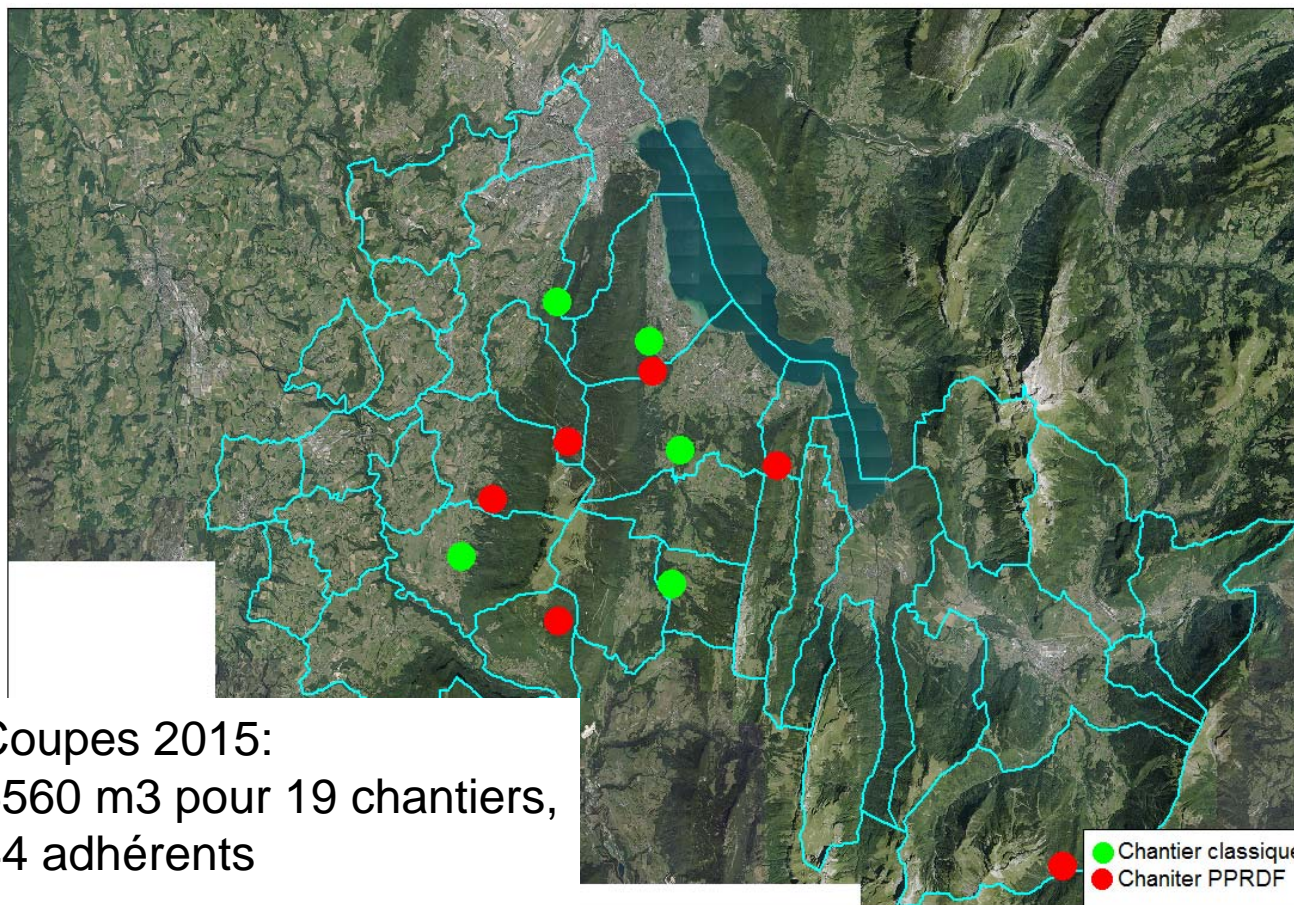 Coupes 2015:
560 m3 pour 19 chantiers,
4 adhérents
Chantier classique
Chaniter PPRDF